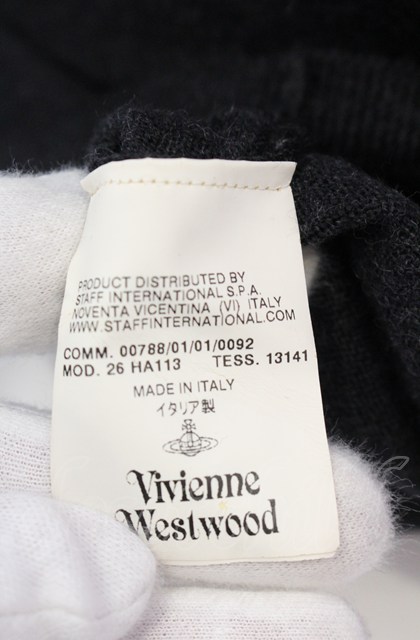 PRODUCT DISTRIBUTED BY
STAFF INTERNATIONAL S.P.A.
NOVENTA VICENTINA (VI) ITALY
WWW.STAFFINTERNATIONAL.COM
COMM. 00788/01/01/0092
MOD. 26 HA113 TESS. 13141
MADE IN ITALY
イタリア製
Vivienne
Westwood